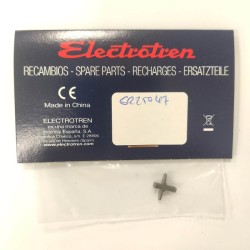 Electrotren
RECAMBIOS - SPARE PARTS - RECHARGES - ERSATZTEILE
CE
Made in China
ELECTROTREN
es una marca de
Hornby España, S.A.
www.electrotren.com